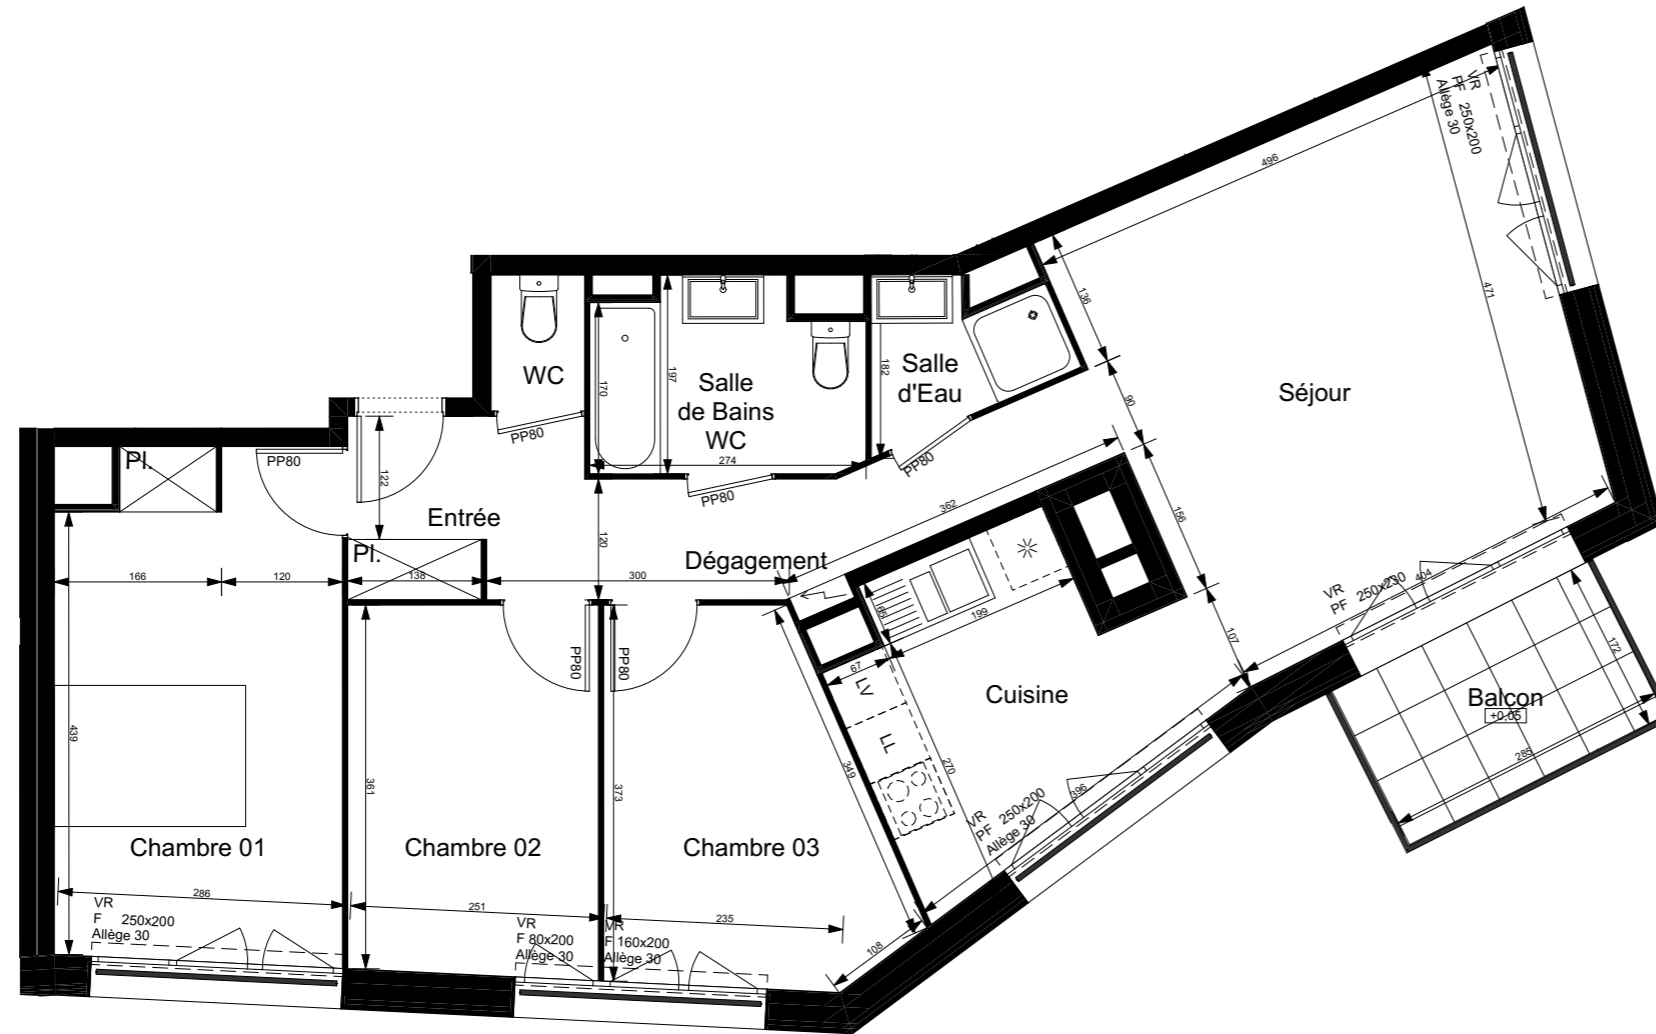 VR
PF 250x200
Allège 30
496
471
136
WC
Salle
de Bains
WC
Salle
d'Eau
Séjour
182
170
197
90
PP80
PP80
274
PP80
PP80
Pl.
122
Entrée
362
156
Pl.
120
Dégagement
166
120
138
300
85
199
VR
PF 250x230
404
172
107
67
LV
LL
Cuisine
Balcon
+0,05
285
PP80
PP80
439
361
373
349
270
396
VR
PF 250x200
Allège 30
Chambre 01
Chambre 02
Chambre 03
286
251
235
108
VR
F 250x200
Allège 30
VR
F 80x200
Allège 30
VR
F 160x200
Allège 30